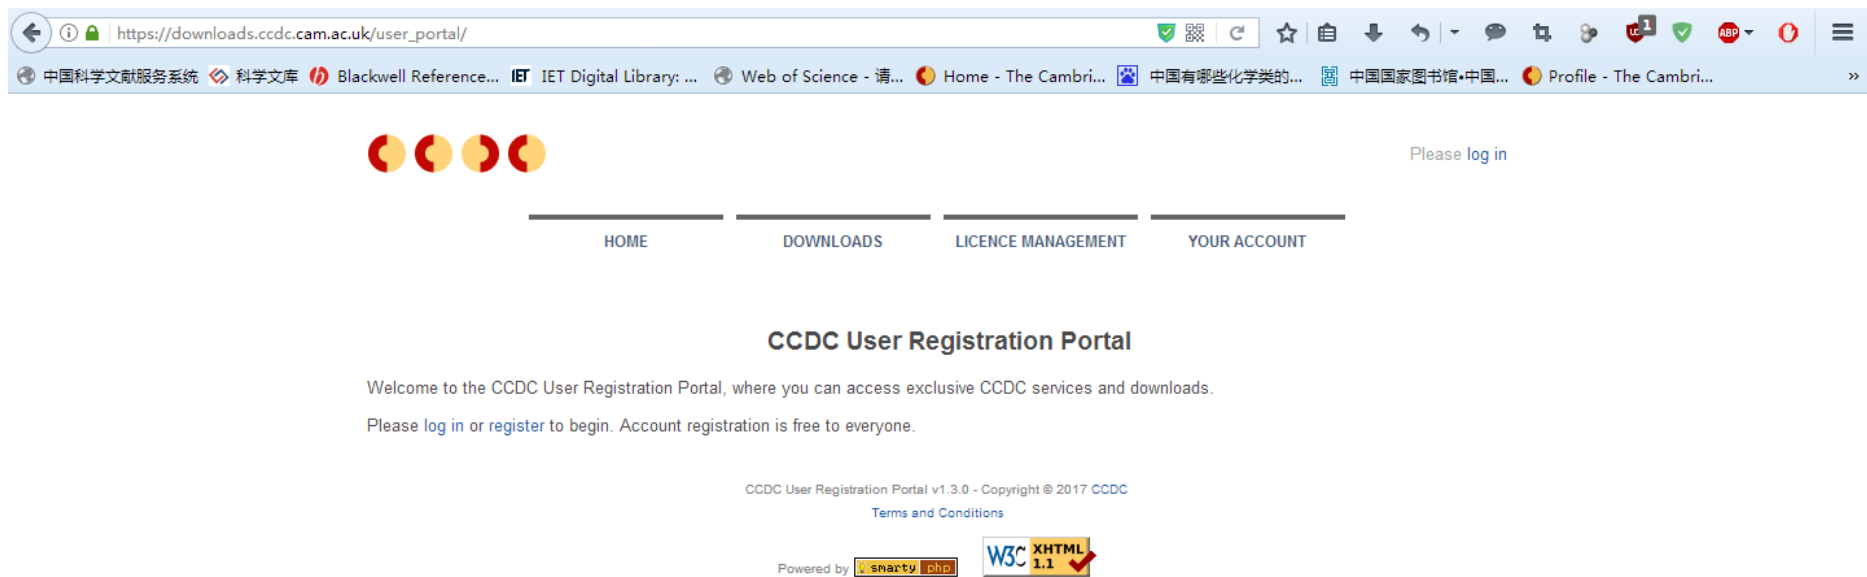 https://downloads.ccdc.cam.ac.uk/user_portal/
1
ABP
中国科学文献服务系统 科学文库 Blackwell Reference... IET IET Digital Library: ... Web of Science - 请... Home - The Cambri... 中国有哪些化学类的... 中国国家图书馆•中国... Profile - The Cambri... »
Please log in
HOME DOWNLOADS LICENCE MANAGEMENT YOUR ACCOUNT
CCDC User Registration Portal
Welcome to the CCDC User Registration Portal, where you can access exclusive CCDC services and downloads.
Please log in or register to begin. Account registration is free to everyone.
CCDC User Registration Portal v1.3.0 - Copyright © 2017 CCDC
Terms and Conditions
Powered by smarty php W3C XHTML 1.1